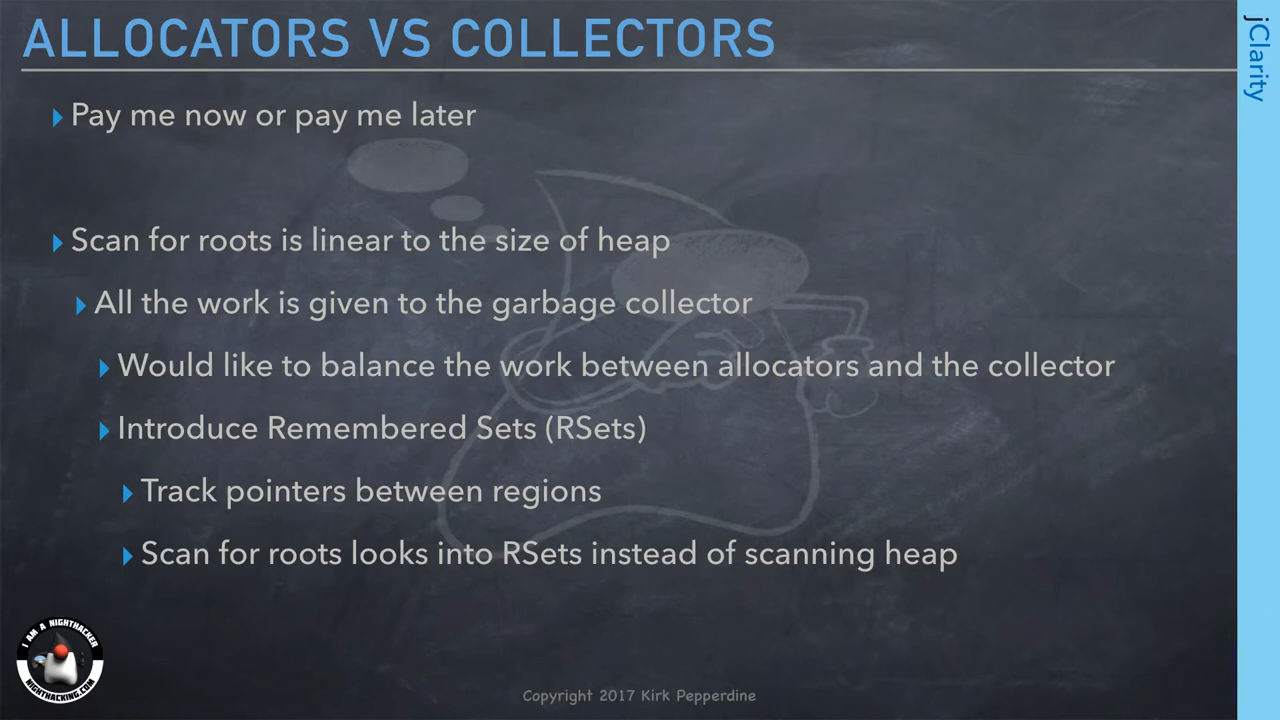 ALLOCATORS VS COLLECTORS
jClarity
Pay me now or pay me later
Scan for roots is linear to the size of heap
All the work is given to the garbage collector
Would like to balance the work between allocators and the collector
Introduce Remembered Sets (RSets)
Track pointers between regions
Scan for roots looks into RSets instead of scanning heap
I AM A NIGHTHACKER
NIGHTHACKING.COM
Copyright 2017 Kirk Pepperdine